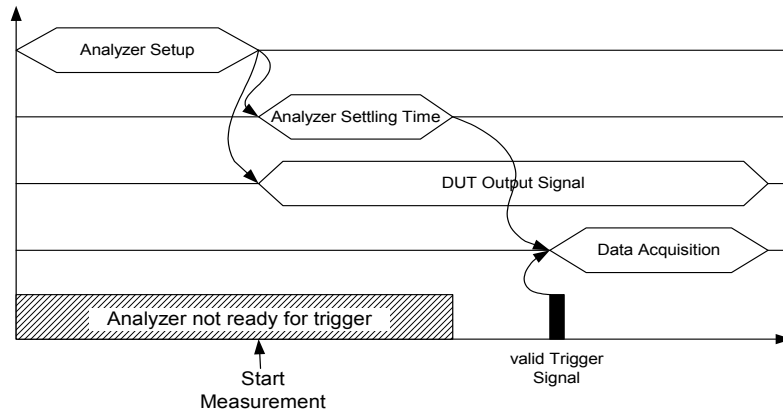 Analyzer Setup
Analyzer Settling Time
DUT Output Signal
Data Acquisition
Analyzer not ready for trigger
valid Trigger
Signal
Start
Measurement